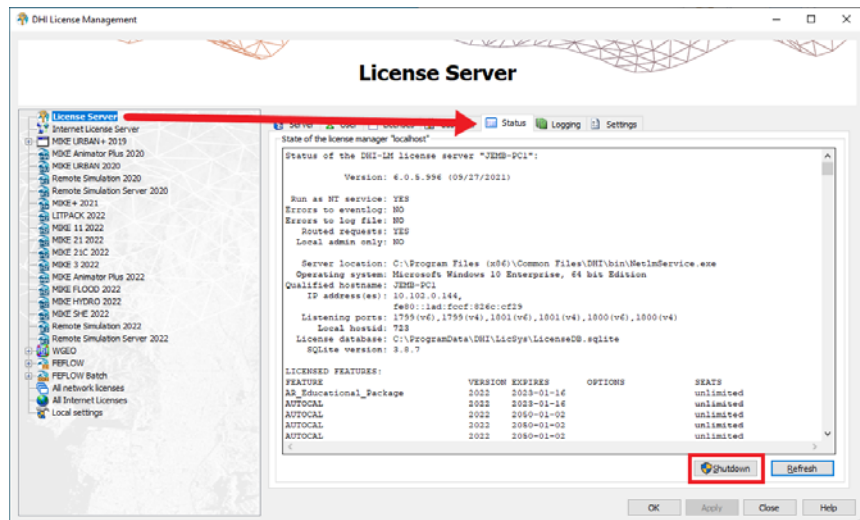 DHI License Management
License Server
License Server
Internet License Server
MIKE URBAN+ 2019
MIKE Animator Plus 2020
MIKE URBAN 2020
Remote Simulation 2020
Remote Simulation Server 2020
MIKE+ 2021
LITPACK 2022
MIKE 11 2022
MIKE 21 2022
MIKE 21C 2022
MIKE 3 2022
MIKE Animator Plus 2022
MIKE FLOOD 2022
MIKE HYDRO 2022
MIKE SHE 2022
Remote Simulation 2022
Remote Simulation Server 2022
WGEO
FEFLOW
FEFLOW Batch
All network licenses
All Internet Licenses
Local settings
Server User Status Logging Settings
State of the license manager "localhost"
Status of the DHI-LM license server "JEMB-PC1":
Version: 6.0.5.996 (09/27/2021)
Run as NT service: YES
Errors to eventlog: NO
Errors to log file: NO
Routed requests: YES
Local admin only: NO
Server location: C:\Program Files (x86)\Common Files\DHI\bin\NetlmService.exe
Operating system: Microsoft Windows 10 Enterprise, 64 bit Edition
Qualified hostname: JEMB-PC1
IP address(es): 10.102.0.144,
fe80::1ad:fccf:826c:cf29
Listening ports: 1799(v6),1799(v4),1801(v6),1801(v4),1800(v6),1800(v4)
Local hostid: 723
License database: C:\ProgramData\DHI\LicSys\LicenseDB.sqlite
SQLite version: 3.8.7
LICENSED FEATURES:
FEATURE VERSION EXPIRES OPTIONS SEATS
AR_Educational_Package 2022 2023-01-16 unlimited
AUTOCAL 2022 2023-01-16 unlimited
AUTOCAL 2022 2050-01-02 unlimited
AUTOCAL 2022 2050-01-02 unlimited
AUTOCAL 2022 2050-01-02 unlimited
Shutdown Refresh
OK Apply Close Help